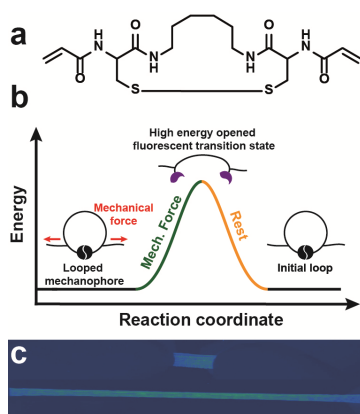 a
O
H
N
O
N
H
N
H
O
H
N
O
S
S
b
High energy opened
fluorescent transition state
Mechanical
force
Mech. Force
Rest
Looped
mechanophore
Initial loop
Energy
Reaction coordinate
c